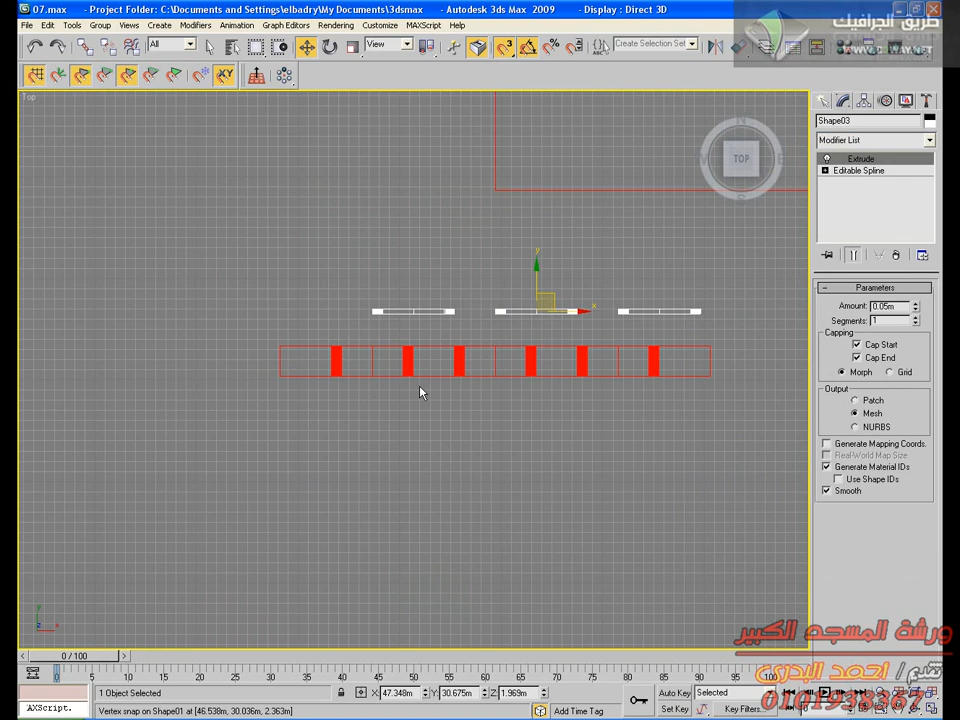 07.max - Project Folder: C:\Documents and Settings\elbadry\My Documents\3dsmax - Autodesk 3ds Max 2009 - Display : Direct 3D
طريق الجرافيك
File Edit Tools Group Views Create Modifiers Animation Graph Editors Rendering Customize MAXScript Help
All
View
Create Selection Set
Top
TOP
y
x
Shape03
Modifier List
Extrude
Editable Spline
Parameters
Amount: 0.05m
Segments: 1
Capping
Cap Start
Cap End
Morph Grid
Output
Patch
Mesh
NURBS
Generate Mapping Coords.
Real-World Map Size
Generate Material IDs
Use Shape IDs
Smooth
ورشة المسجد الكبير
احمد البدرى
0101938367
0 / 100
0 5 10 15 20 25 30 35 40 45 50 55 60 65 70 75 80 85 90 95 100
1 Object Selected X: 47.348m Y: 30.675m Z: 1.969m Auto Key Selected
AXScript. Vertex snap on Shape01 at [46.538m, 30.036m, 2.363m] Add Time Tag Set Key Key Filters...